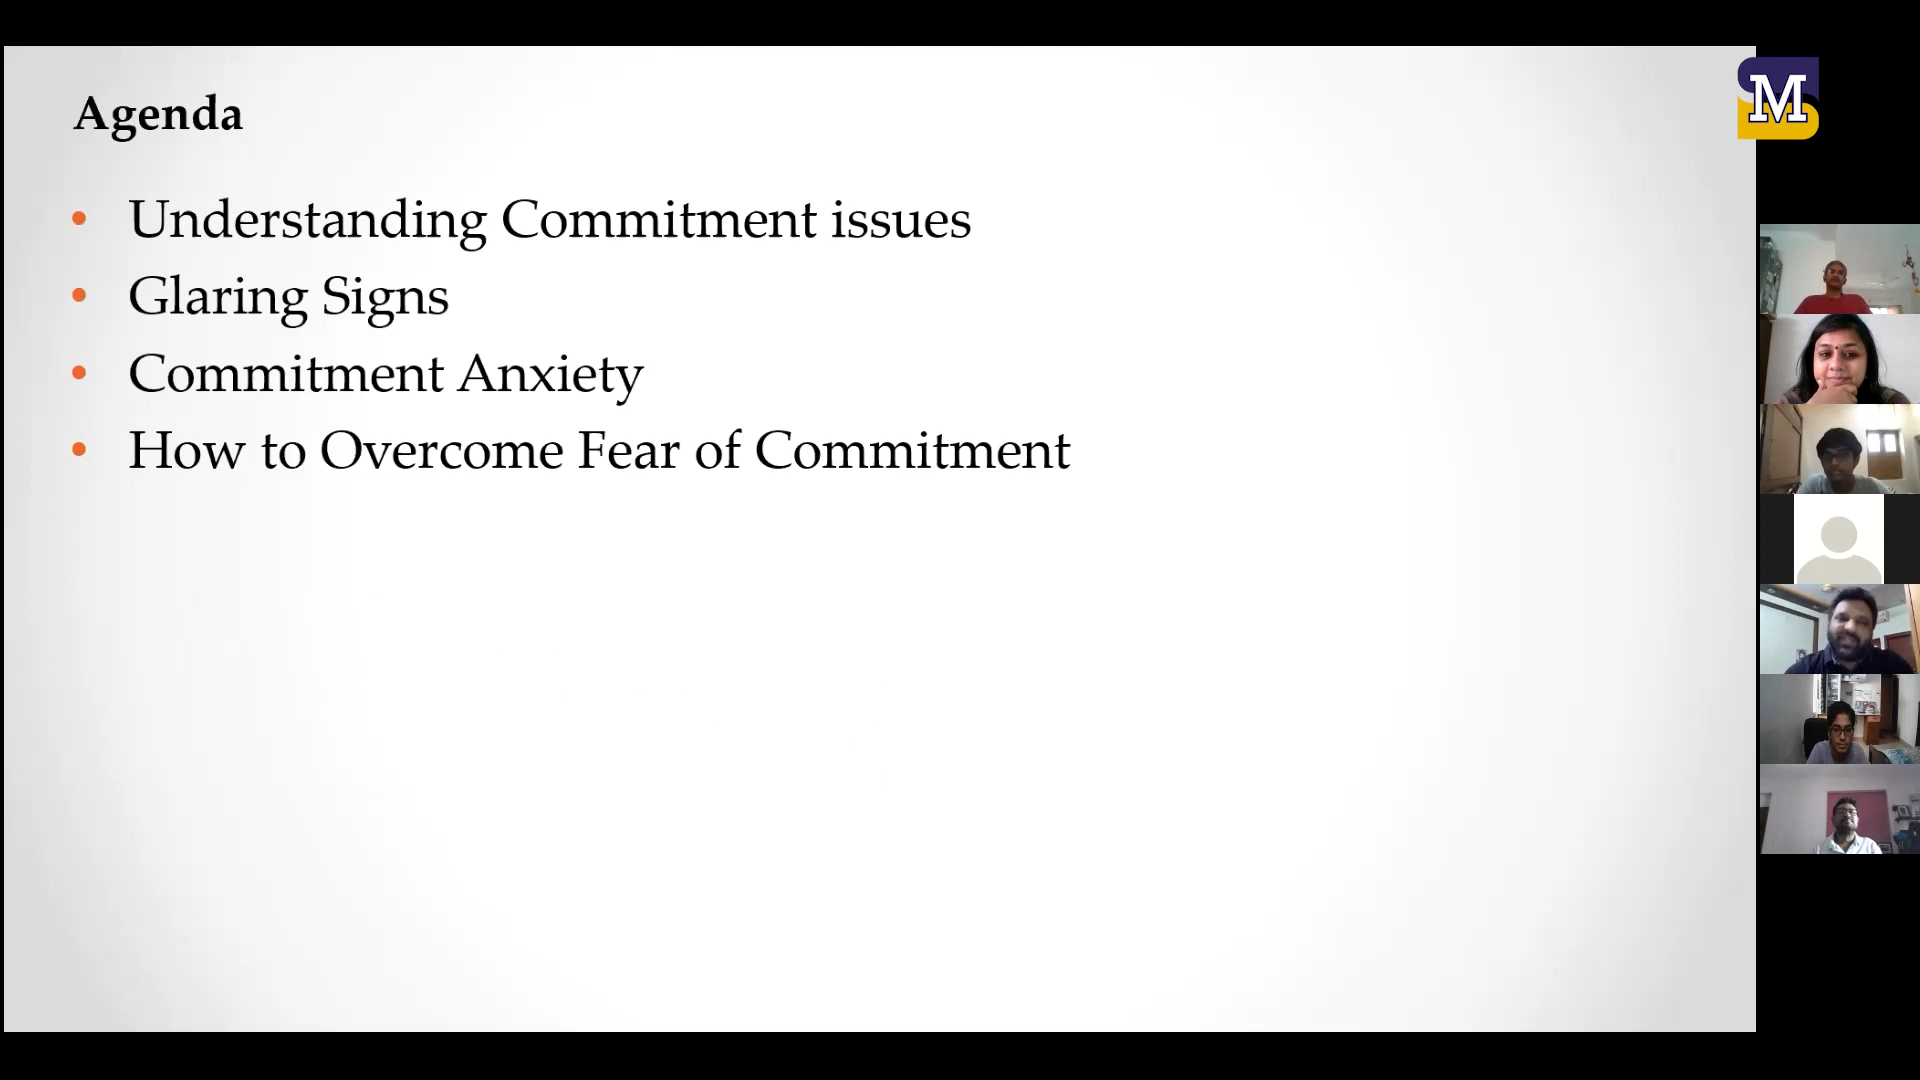 Agenda
• Understanding Commitment issues
• Glaring Signs
• Commitment Anxiety
• How to Overcome Fear of Commitment
M